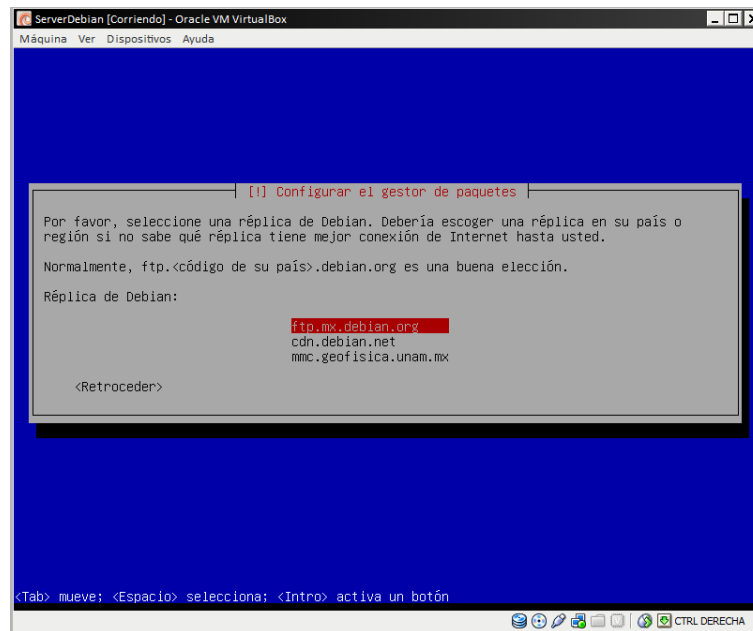 ServerDebian [Corriendo] - Oracle VM VirtualBox
Máquina Ver Dispositivos Ayuda
[!] Configurar el gestor de paquetes
Por favor, seleccione una réplica de Debian. Debería escoger una réplica en su país o
región si no sabe qué réplica tiene mejor conexión de Internet hasta usted.
Normalmente, ftp.<código de su país>.debian.org es una buena elección.
Réplica de Debian:
ftp.mx.debian.org
cdn.debian.net
mmc.geofisica.unam.mx
<Retroceder>
<Tab> mueve; <Espacio> selecciona; <Intro> activa un botón
CTRL DERECHA